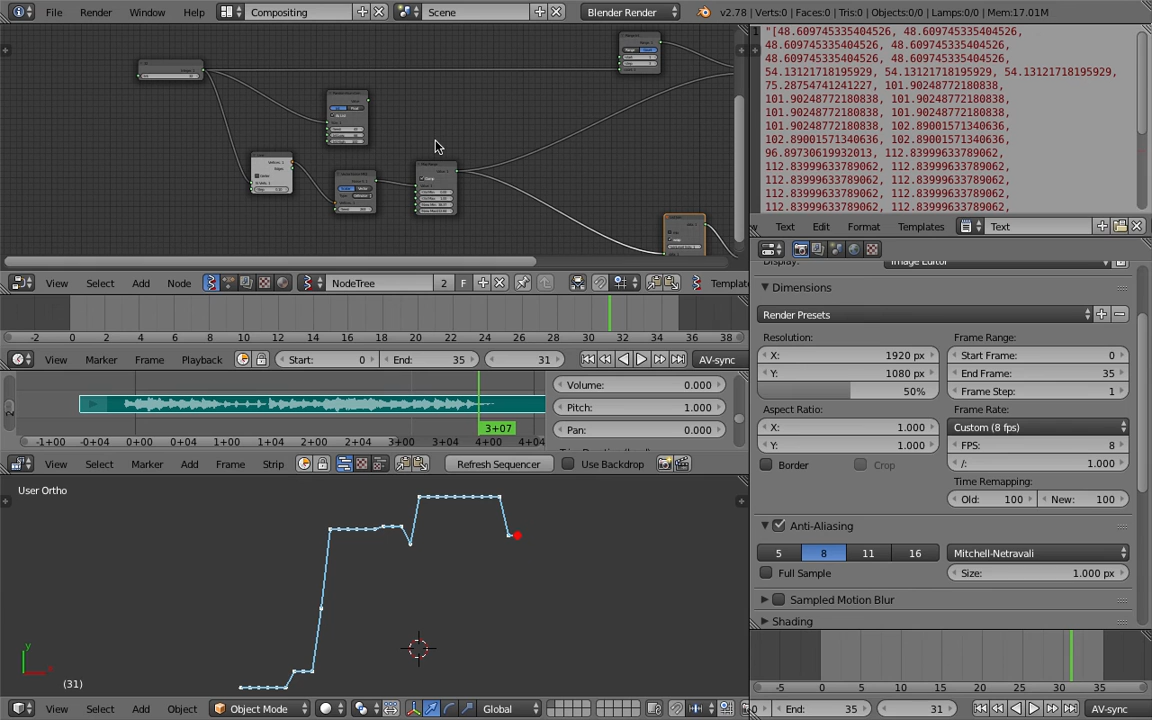 File Render Window Help Compositing Scene Blender Render v2.78 | Verts:0 | Faces:0 | Tris:0 | Objects:0/0 | Lamps:0/0 | Mem:17.01M
1 "[48.609745335404526, 48.609745335404526,
48.609745335404526, 48.609745335404526,
48.609745335404526, 48.609745335404526,
54.13121718195929, 54.13121718195929, 54.13121718195929,
75.28754741241227, 101.90248772180838,
101.90248772180838, 101.90248772180838,
101.90248772180838, 101.90248772180838,
101.90248772180838, 102.89001571340636,
102.89001571340636, 102.89001571340636,
96.8973061993​2013, 112.83999633789062,
112.83999633789062, 112.83999633789062,
112.83999633789062, 112.83999633789062,
112.83999633789062, 112.83999633789062,
112.83999633789062, 112.83999633789062,
w Text Edit Format Templates Text
Display: Image Editor
View Select Add Node NodeTree 2 F Templat
Dimensions
Render Presets
Resolution: Frame Range:
X: 1920 px Start Frame: 0
Y: 1080 px End Frame: 35
50% Frame Step: 1
Aspect Ratio: Frame Rate:
X: 1.000 Custom (8 fps)
Y: 1.000 FPS: 8
Border Crop /: 1.000
Time Remapping:
Old: 100 New: 100
Anti-Aliasing
5 8 11 16 Mitchell-Netravali
Full Sample Size: 1.000 px
Sampled Motion Blur
Shading
-2 0 2 4 6 8 10 12 14 16 18 20 22 24 26 28 30 32 34 36 38
View Marker Frame Playback Start: 0 End: 35 31 AV-sync
2
Volume: 0.000
Pitch: 1.000
Pan: 0.000
3+07
-1+00 -0+04 0+00 0+04 1+00 1+04 2+00 2+04 3+00 3+04 4+00 4+04
View Select Marker Add Frame Strip Refresh Sequencer Use Backdrop
User Ortho
y
(31)
View Select Add Object Object Mode Global
-5 0 5 10 15 20 25 30 35
0 End: 35 31 AV-sync